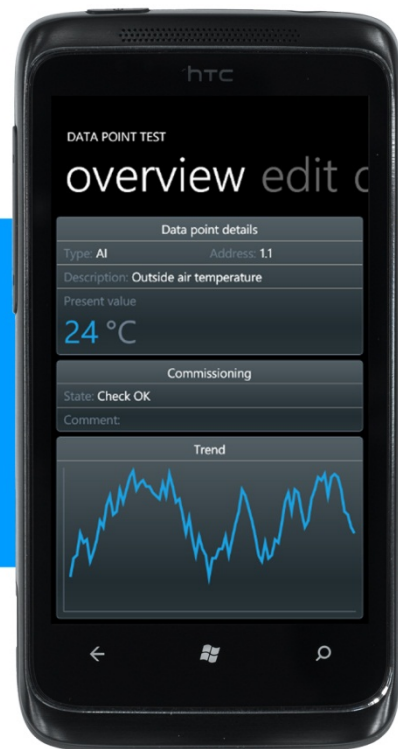 hTC
DATA POINT TEST
overview edit
Data point details
Type: AI Address: 1.1
Description: Outside air temperature
Present value
24 °C
Commissioning
State: Check OK
Comment:
Trend